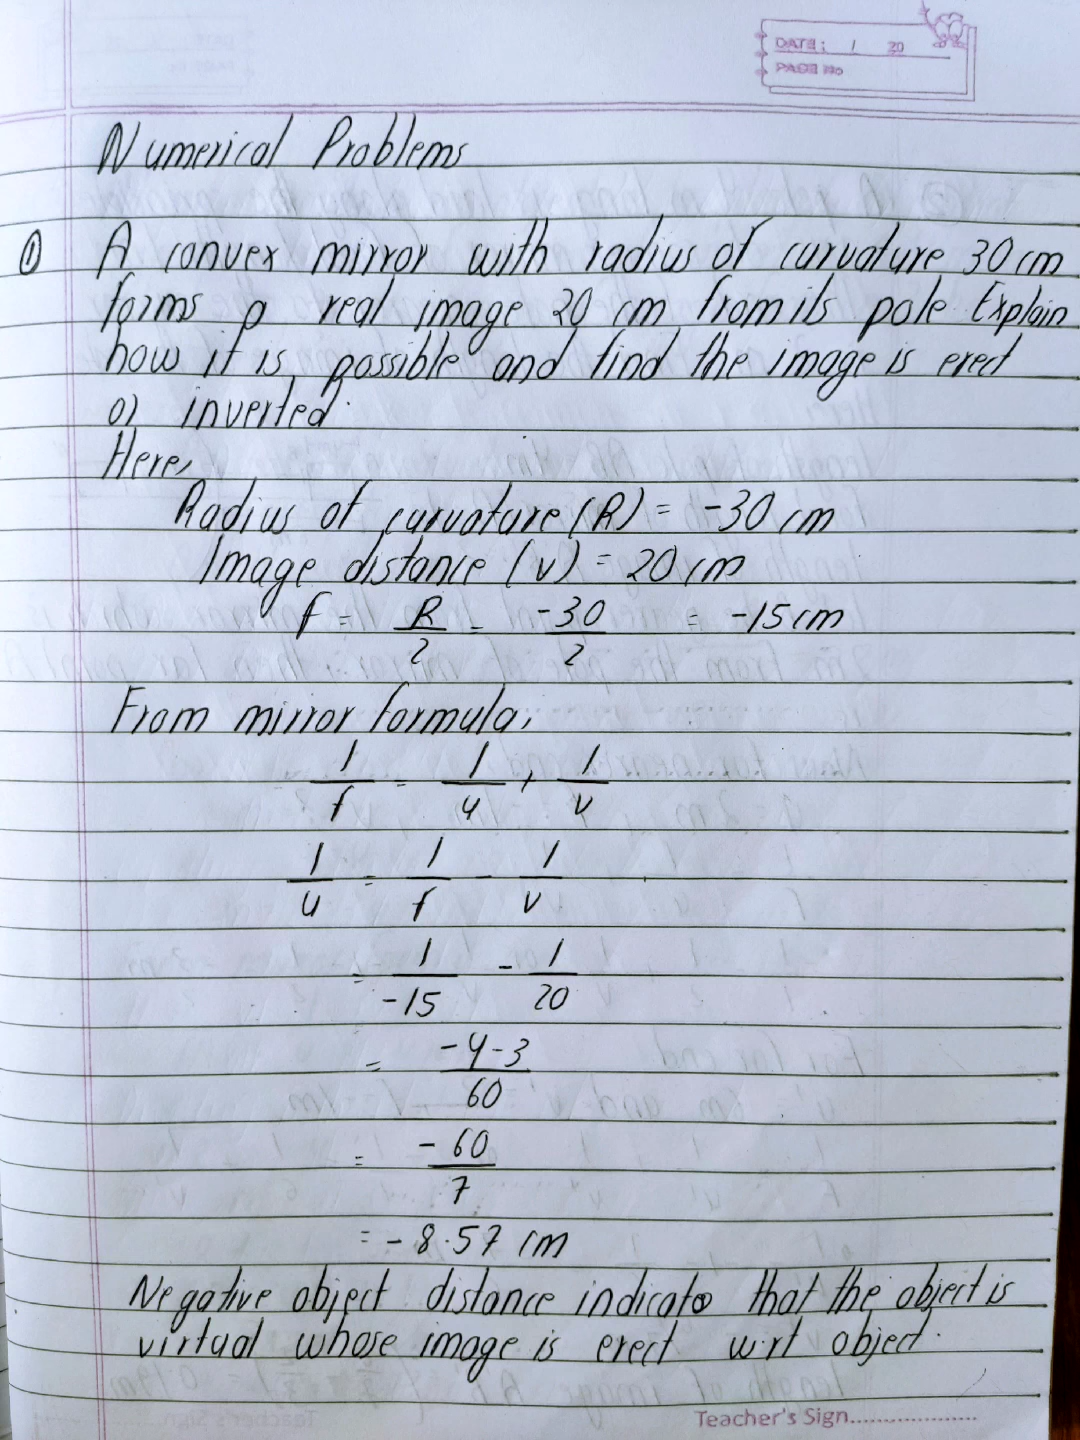 DATE: / 20
PAGE NO
Numerical Problems
① A convex mirror with radius of curvature 30 cm
forms a real image 20 cm from its pole Explain
how it is possible and find the image is erect
or inverted.
Here,
Radius of curvature (R) = -30 cm
Image distance (v) = 20 cm
f = R/2 = -30/2 = -15 cm
From mirror formula,
1/f = 1/u + 1/v
1/u = 1/f - 1/v
= 1/-15 - 1/20
= -4-3/60
= -60/7
= -8.57 cm
Negative object distance indicate that the object is
virtual whose image is erect w.r.t object.
Teacher's Sign....................